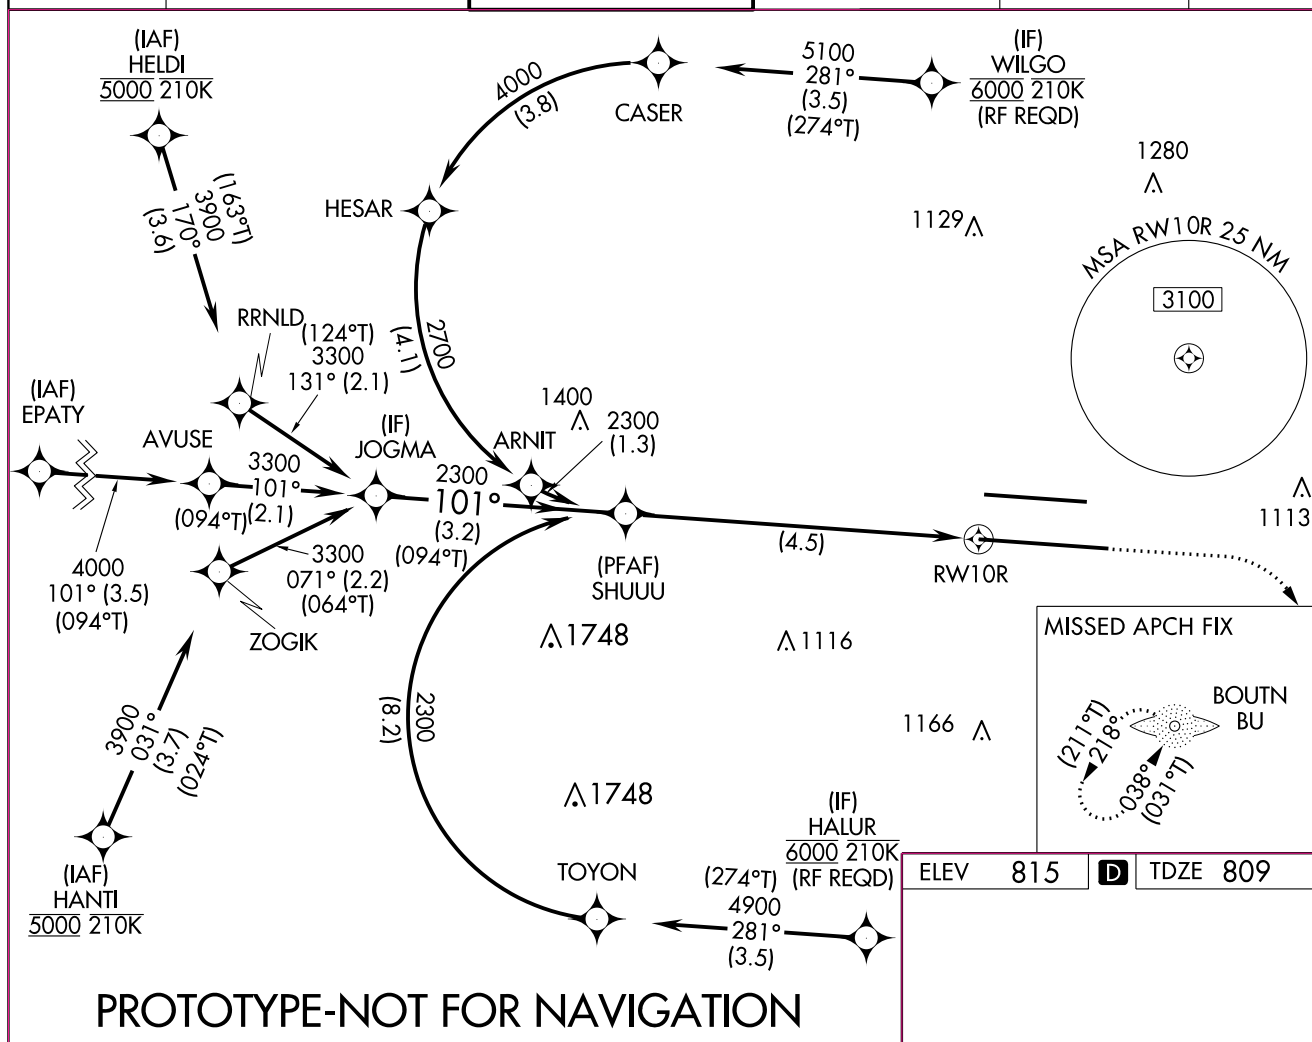 (IAF)
HELDI
5000 210K
4000
(3.8)
CASER
5100
281°
(3.5)
(274°T)
(IF)
WILGO
6000 210K
(RF REQD)
(163°T)
3900
170°
(3.6)
HESAR
1280
1129
MSA RW10R 25 NM
3100
RRNLD
(124°T)
3300
131° (2.1)
2700
(4.1)
(IAF)
EPATY
AVUSE
(IF)
JOGMA
ARNIT
1400
2300
(1.3)
3300
101°
(2.1)
(094°T)
2300
101°
(3.2)
(094°T)
1113
4000
101° (3.5)
(094°T)
3300
071° (2.2)
(064°T)
(PFAF)
SHUUU
(4.5)
RW10R
ZOGIK
1748
1116
MISSED APCH FIX
BOUTN
BU
(211°T)
218°
038°
(031°T)
3900
031°
(3.7)
(024°T)
2300
(8.2)
1166
1748
(IAF)
HANTI
5000 210K
TOYON
(IF)
HALUR
6000 210K
(RF REQD)
(274°T)
4900
281°
(3.5)
ELEV 815 D TDZE 809
PROTOTYPE-NOT FOR NAVIGATION